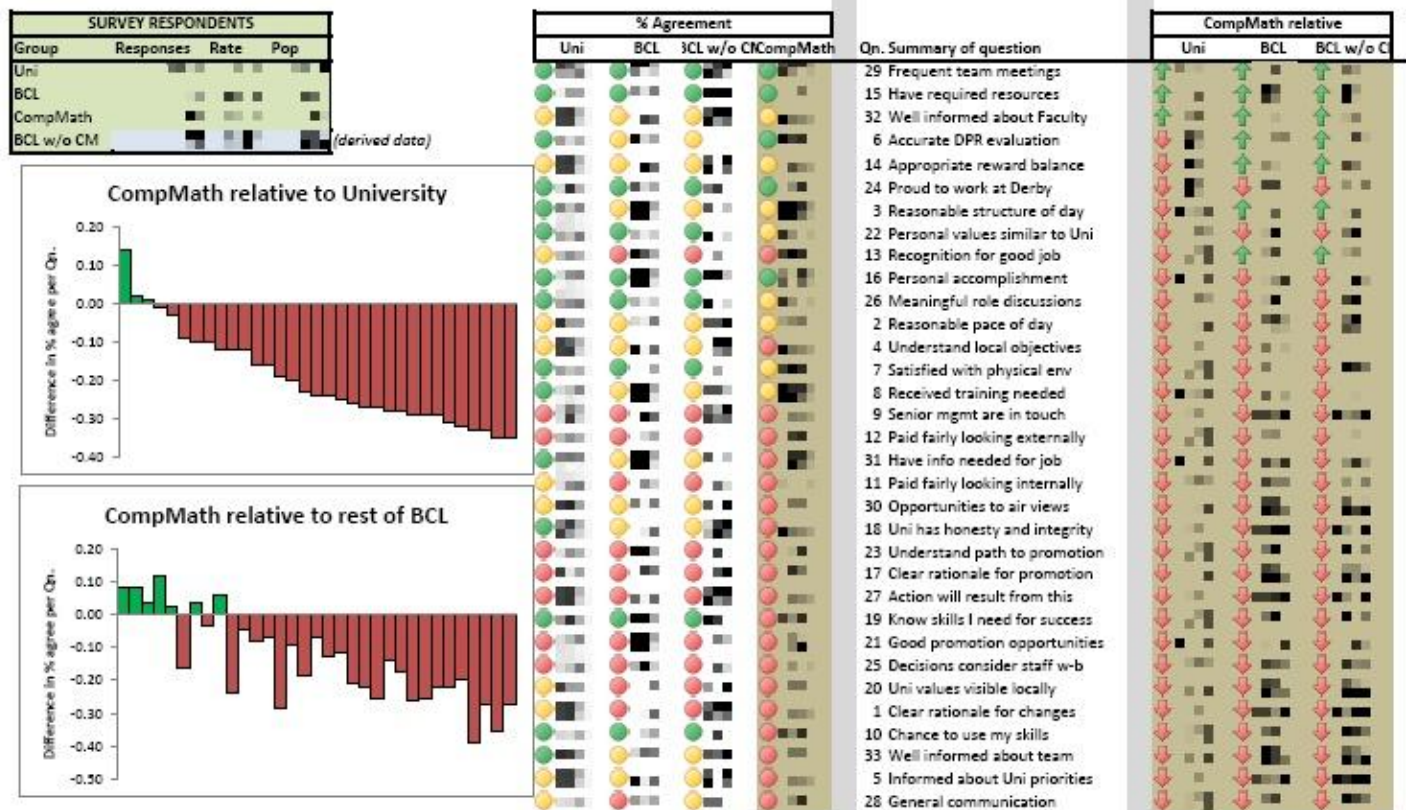 SURVEY RESPONDENTS
Group Responses Rate Pop
Uni
BCL
CompMath
BCL w/o CM (derived data)
CompMath relative to University
Difference in % agree per Qn.
0.20
0.10
0.00
-0.10
-0.20
-0.30
-0.40
CompMath relative to rest of BCL
Difference in % agree per Qn.
0.20
0.10
0.00
-0.10
-0.20
-0.30
-0.40
-0.50
% Agreement
Uni BCL BCL w/o CM CompMath
Qn. Summary of question
29 Frequent team meetings
15 Have required resources
32 Well informed about Faculty
6 Accurate DPR evaluation
14 Appropriate reward balance
24 Proud to work at Derby
3 Reasonable structure of day
22 Personal values similar to Uni
13 Recognition for good job
16 Personal accomplishment
26 Meaningful role discussions
2 Reasonable pace of day
4 Understand local objectives
7 Satisfied with physical env
8 Received training needed
9 Senior mgmt are in touch
12 Paid fairly looking externally
31 Have info needed for job
11 Paid fairly looking internally
30 Opportunities to air views
18 Uni has honesty and integrity
23 Understand path to promotion
17 Clear rationale for promotion
27 Action will result from this
19 Know skills I need for success
21 Good promotion opportunities
25 Decisions consider staff w-b
20 Uni values visible locally
1 Clear rationale for changes
10 Chance to use my skills
33 Well informed about team
5 Informed about Uni priorities
28 General communication
CompMath relative
Uni BCL BCL w/o C